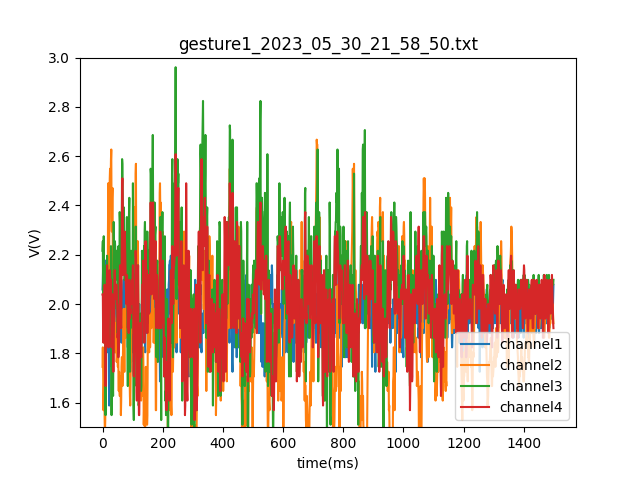 gesture1_2023_05_30_21_58_50.txt
3.0
2.8
2.6
2.4
2.2
2.0
1.8
1.6
V(V)
0 200 400 600 800 1000 1200 1400
time(ms)
channel1
channel2
channel3
channel4